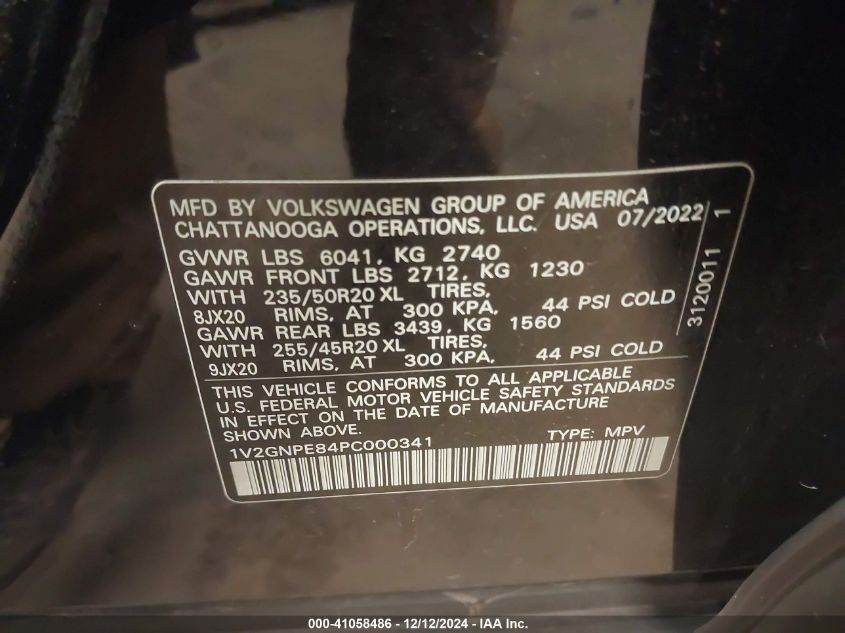 MFD BY VOLKSWAGEN GROUP OF AMERICA
CHATTANOOGA OPERATIONS, LLC. USA 07/2022
GVWR LBS 6041, KG 2740
GAWR FRONT LBS 2712, KG 1230
WITH 235/50R20 XL TIRES,
8JX20 RIMS, AT 300 KPA, 44 PSI COLD
GAWR REAR LBS 3439, KG 1560
WITH 255/45R20 XL TIRES,
9JX20 RIMS, AT 300 KPA, 44 PSI COLD
THIS VEHICLE CONFORMS TO ALL APPLICABLE
U.S. FEDERAL MOTOR VEHICLE SAFETY STANDARDS
IN EFFECT ON THE DATE OF MANUFACTURE
SHOWN ABOVE.
1V2GNPE84PC000341 TYPE: MPV
3120011 1
000-41058486 - 12/12/2024 - IAA Inc.